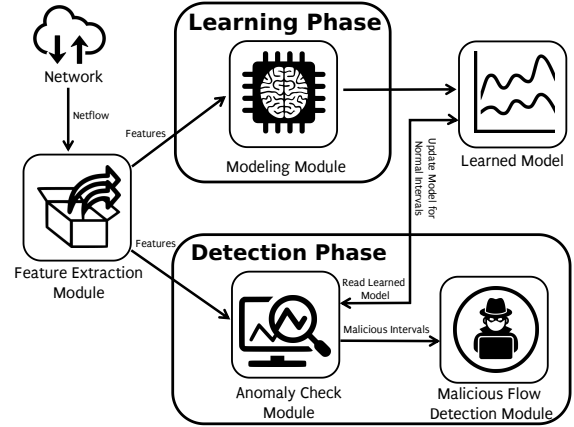 Learning Phase
Network
Netflow
Features
Modeling Module
Learned Model
Update Model for
Normal Intervals
Feature Extraction
Module
Features
Detection Phase
Read Learned
Model
Malicious Intervals
Anomaly Check
Module
Malicious Flow
Detection Module